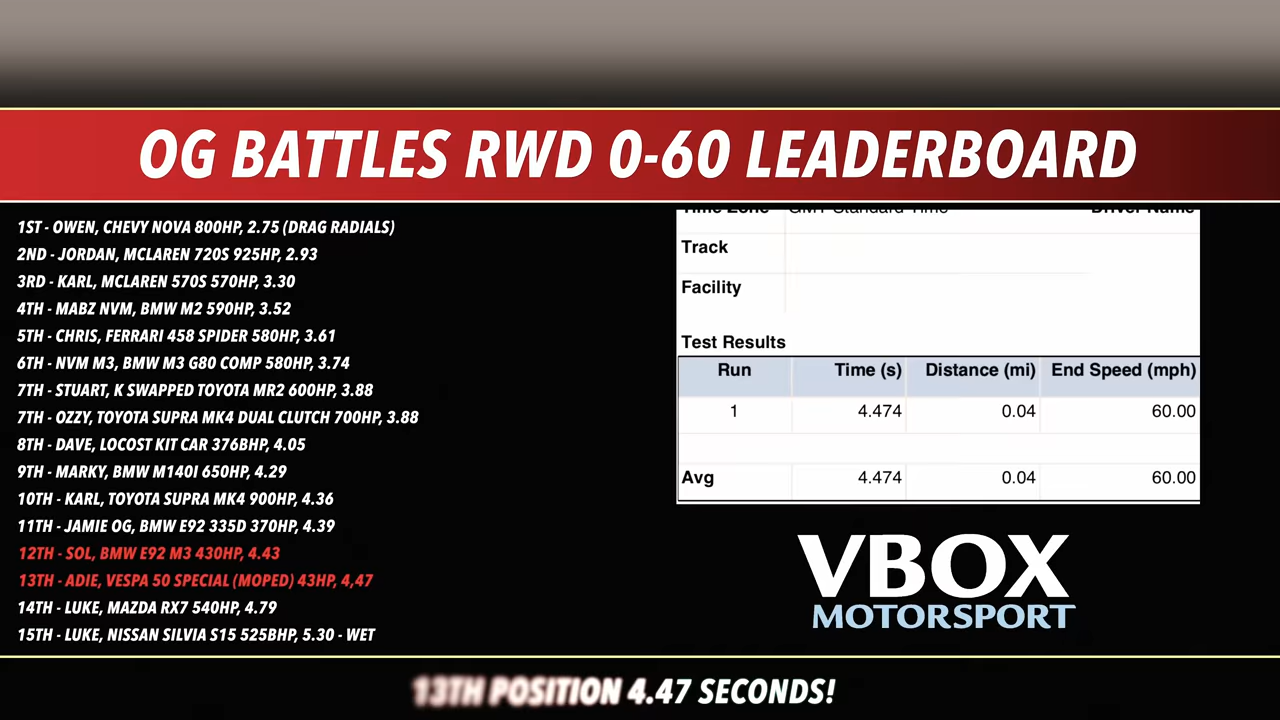 OG BATTLES RWD 0-60 LEADERBOARD
1ST - OWEN, CHEVY NOVA 800HP, 2.75 (DRAG RADIALS)
2ND - JORDAN, MCLAREN 720S 925HP, 2.93
3RD - KARL, MCLAREN 570S 570HP, 3.30
4TH - MABZ NVM, BMW M2 590HP, 3.52
5TH - CHRIS, FERRARI 458 SPIDER 580HP, 3.61
6TH - NVM M3, BMW M3 G80 COMP 580HP, 3.74
7TH - STUART, K SWAPPED TOYOTA MR2 600HP, 3.88
7TH - OZZY, TOYOTA SUPRA MK4 DUAL CLUTCH 700HP, 3.88
8TH - DAVE, LOCOST KIT CAR 376BHP, 4.05
9TH - MARKY, BMW M140I 650HP, 4.29
10TH - KARL, TOYOTA SUPRA MK4 900HP, 4.36
11TH - JAMIE OG, BMW E92 335D 370HP, 4.39
12TH - SOL, BMW E92 M3 430HP, 4.43
13TH - ADIE, VESPA 50 SPECIAL (MOPED) 43HP, 4,47
14TH - LUKE, MAZDA RX7 540HP, 4.79
15TH - LUKE, NISSAN SILVIA S15 525BHP, 5.30 - WET
Time Zone GMT Standard Time Driver Name
Track
Facility
Test Results
Run Time (s) Distance (mi) End Speed (mph)
1 4.474 0.04 60.00
Avg 4.474 0.04 60.00
VBOX
MOTORSPORT
13TH POSITION 4.47 SECONDS!